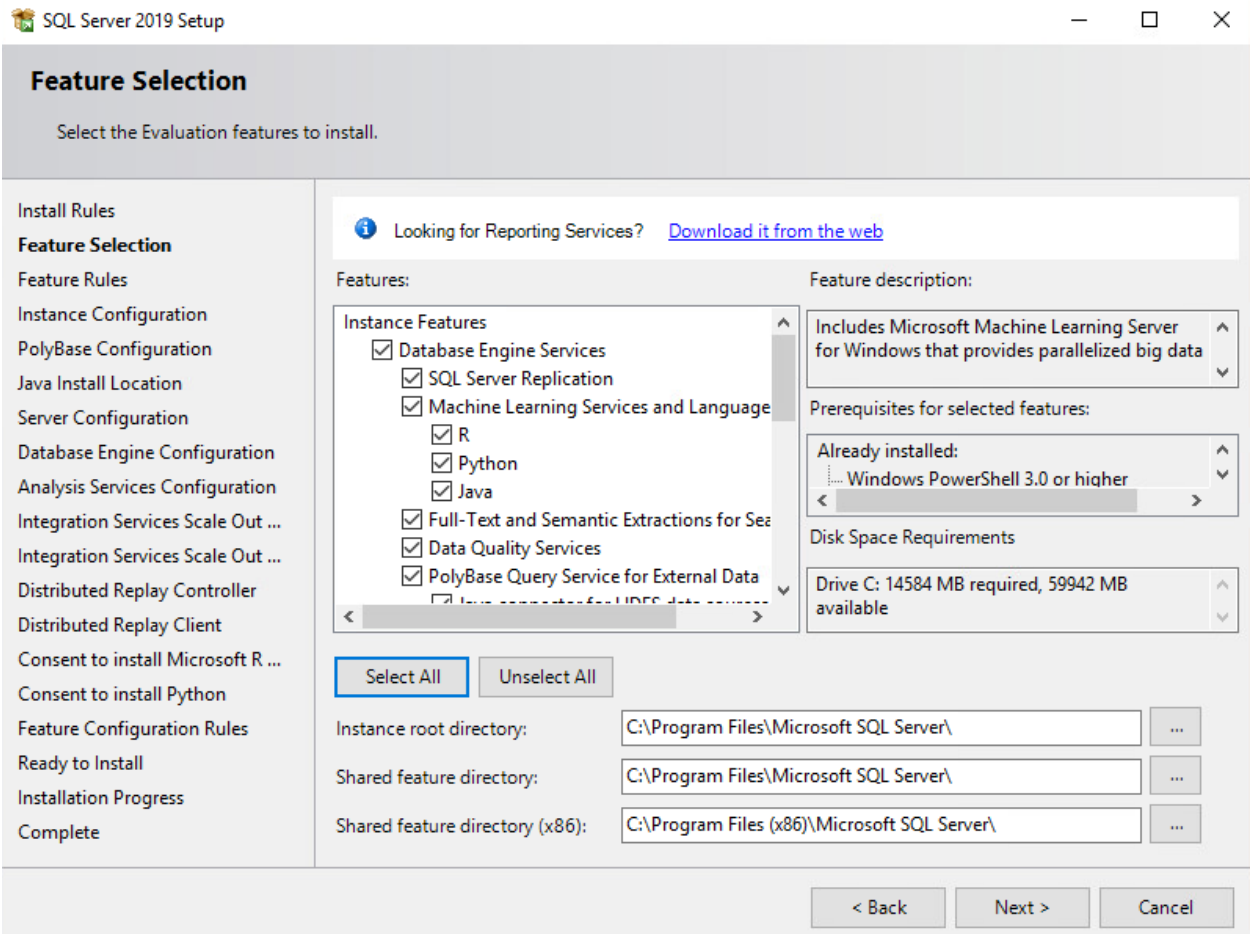 SQL Server 2019 Setup
Feature Selection
Select the Evaluation features to install.
Install Rules
Feature Selection
Feature Rules
Instance Configuration
PolyBase Configuration
Java Install Location
Server Configuration
Database Engine Configuration
Analysis Services Configuration
Integration Services Scale Out ...
Integration Services Scale Out ...
Distributed Replay Controller
Distributed Replay Client
Consent to install Microsoft R ...
Consent to install Python
Feature Configuration Rules
Ready to Install
Installation Progress
Complete
Looking for Reporting Services? Download it from the web
Features:
Instance Features
Database Engine Services
SQL Server Replication
Machine Learning Services and Language
R
Python
Java
Full-Text and Semantic Extractions for Sea
Data Quality Services
PolyBase Query Service for External Data
Java connector for HDFS data sources
Feature description:
Includes Microsoft Machine Learning Server
for Windows that provides parallelized big data
Prerequisites for selected features:
Already installed:
Windows PowerShell 3.0 or higher
Disk Space Requirements
Drive C: 14584 MB required, 59942 MB
available
Select All
Unselect All
Instance root directory: C:\Program Files\Microsoft SQL Server\ ...
Shared feature directory: C:\Program Files\Microsoft SQL Server\ ...
Shared feature directory (x86): C:\Program Files (x86)\Microsoft SQL Server\ ...
< Back
Next >
Cancel